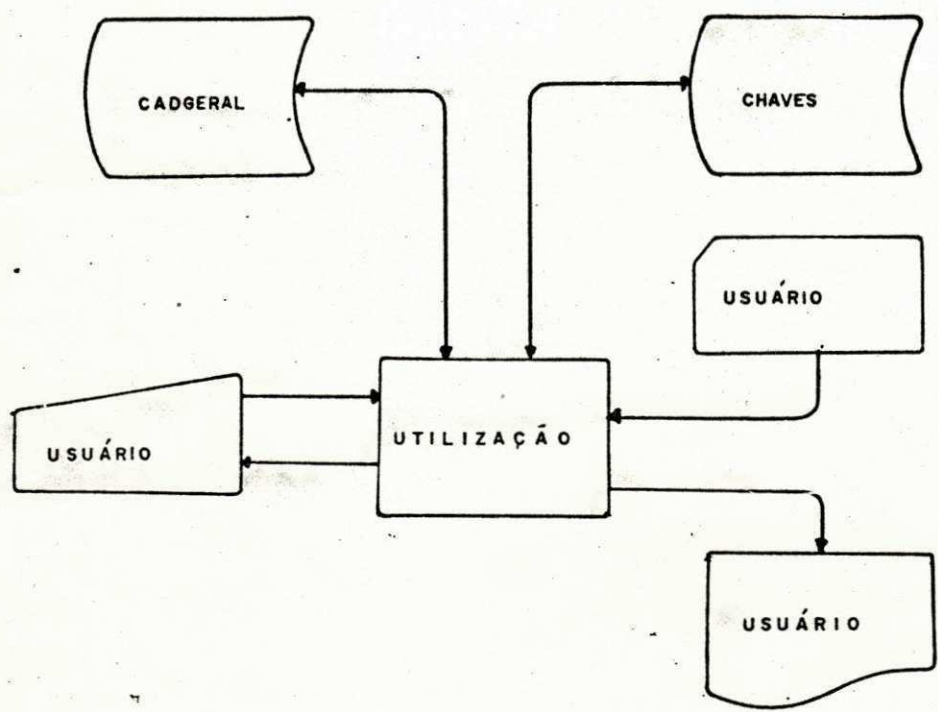 CADGERAL
CHAVES
USUÁRIO
USUÁRIO
UTILIZAÇÃO
USUÁRIO